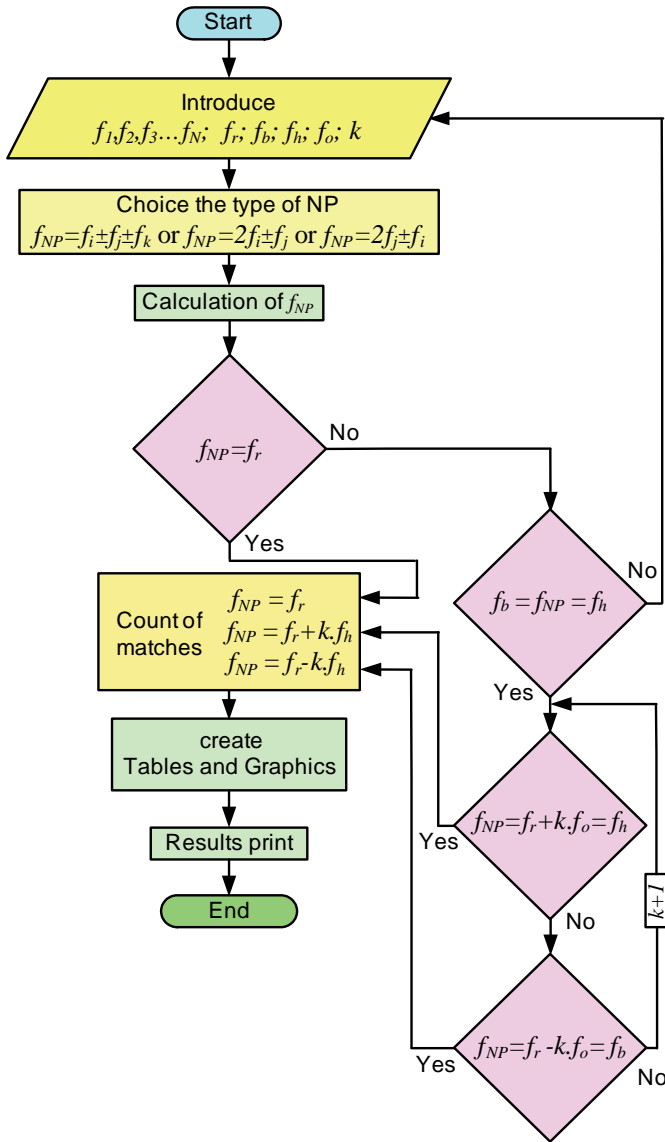 Start
Introduce
f1,f2,f3...fN; fr; fb; fh; fo; k
Choice the type of NP
fNP=fi±fj±fk or fNP=2fi±fj or fNP=2fj±fi
Calculation of fNP
fNP=fr
No
Yes
fb = fNP = fh
No
Yes
Count of
matches
fNP = fr
fNP = fr+k.fh
fNP = fr-k.fh
create
Tables and Graphics
fNP=fr+k.fo=fh
Yes
No
k+1
Results print
End
fNP=fr -k.fo=fb
Yes
No